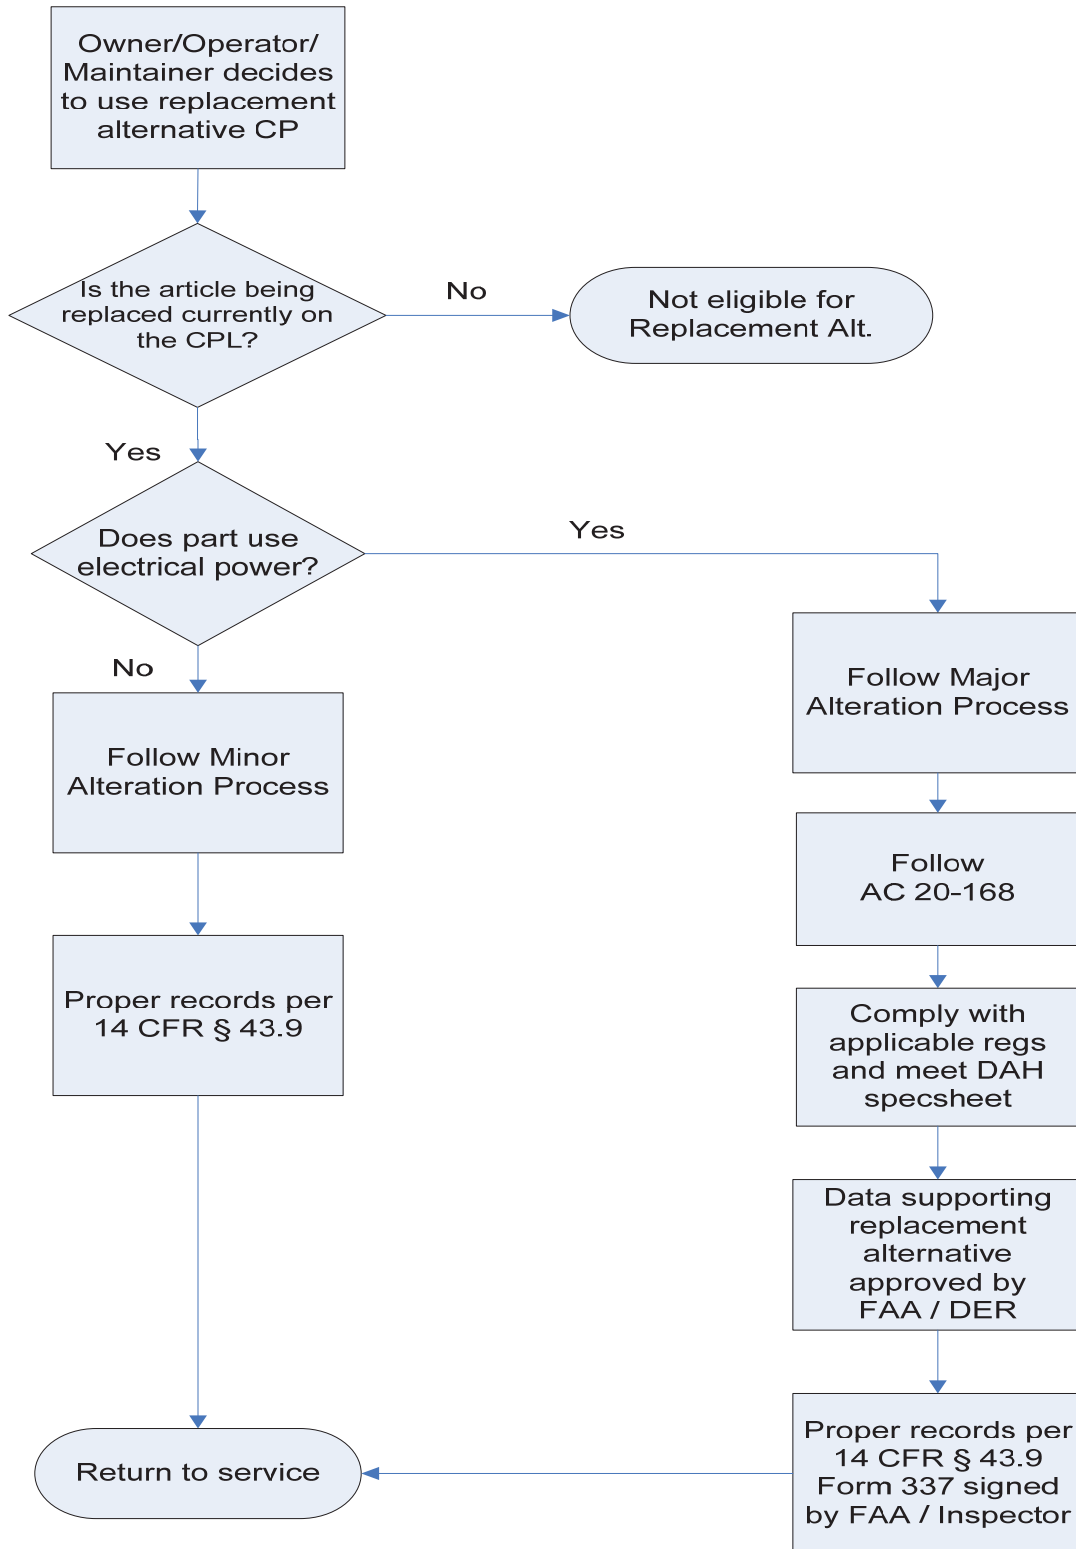 Owner/Operator/
Maintainer decides
to use replacement
alternative CP
Is the article being
replaced currently on
the CPL?
No
Not eligible for
Replacement Alt.
Yes
Does part use
electrical power?
Yes
No
Follow Minor
Alteration Process
Follow Major
Alteration Process
Follow
AC 20-168
Proper records per
14 CFR § 43.9
Comply with
applicable regs
and meet DAH
specsheet
Data supporting
replacement
alternative
approved by
FAA / DER
Proper records per
14 CFR § 43.9
Form 337 signed
by FAA / Inspector
Return to service